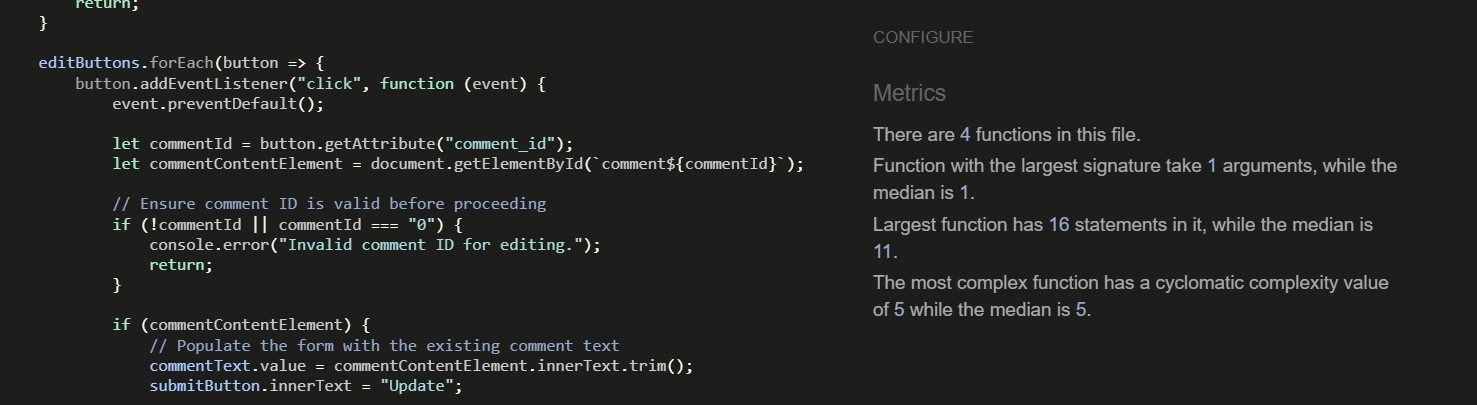 return;
}
editButtons.forEach(button => {
button.addEventListener("click", function (event) {
event.preventDefault();
let commentId = button.getAttribute("comment_id");
let commentContentElement = document.getElementById(`comment${commentId}`);
// Ensure comment ID is valid before proceeding
if (!commentId || commentId === "0") {
console.error("Invalid comment ID for editing.");
return;
}
if (commentContentElement) {
// Populate the form with the existing comment text
commentText.value = commentContentElement.innerText.trim();
submitButton.innerText = "Update";
CONFIGURE
Metrics
There are 4 functions in this file.
Function with the largest signature take 1 arguments, while the
median is 1.
Largest function has 16 statements in it, while the median is
11.
The most complex function has a cyclomatic complexity value
of 5 while the median is 5.